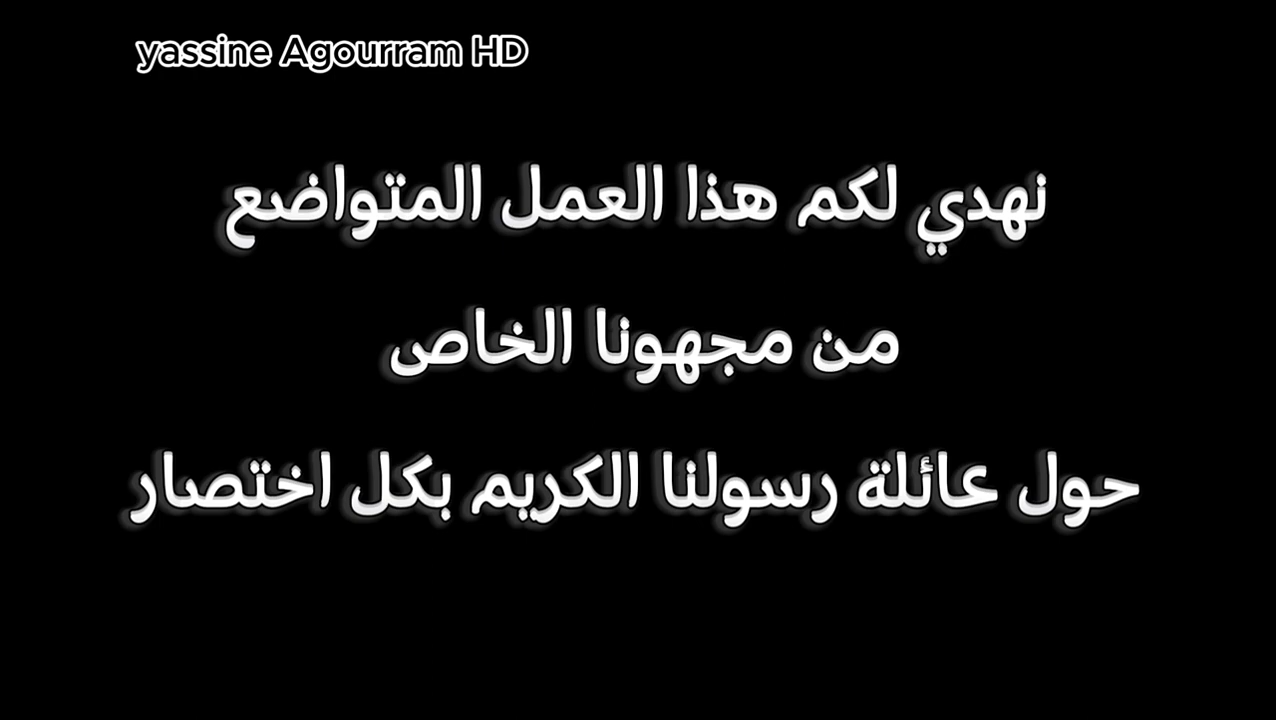 yassine Agourram HD
نهدي لكم هذا العمل المتواضع
من مجهونا الخاص
حول عائلة رسولنا الكريم بكل اختصار